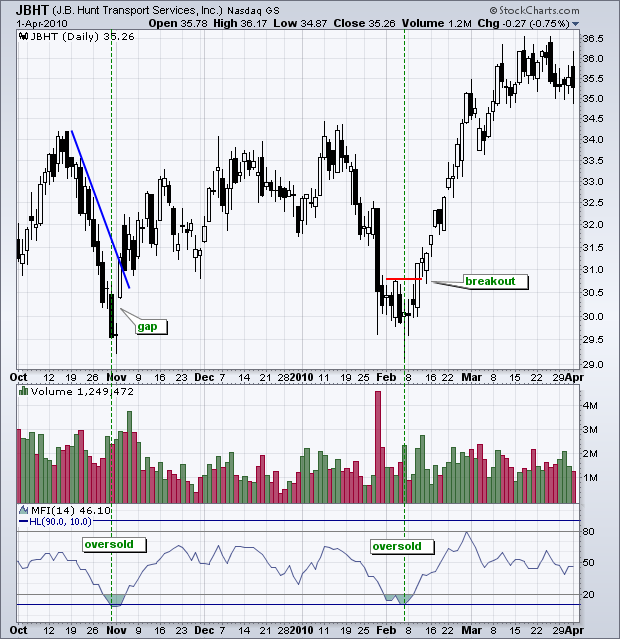 JBHT (J.B. Hunt Transport Services, Inc.) Nasdaq GS © StockCharts.com
1-Apr-2010 Open 35.78 High 36.17 Low 34.87 Close 35.26 Volume 1.2M Chg -0.27 (-0.75%)
JBHT (Daily) 35.26
36.5
36.0
35.5
35.0
34.5
34.0
33.5
33.0
32.5
32.0
31.5
31.0
30.5
30.0
29.5
29.0
breakout
gap
Oct 12 19 26 Nov 9 16 23 Dec 7 14 21 28 2010 11 19 25 Feb 8 16 22 Mar 8 15 22 29 Apr
Volume 1,249,472
4M
3M
2M
1M
MFI(14) 46.10
HL(90.0, 10.0)
oversold
oversold
80
50
20
Oct 12 19 26 Nov 9 16 23 Dec 7 14 21 28 2010 11 19 25 Feb 8 16 22 Mar 8 15 22 29 Apr